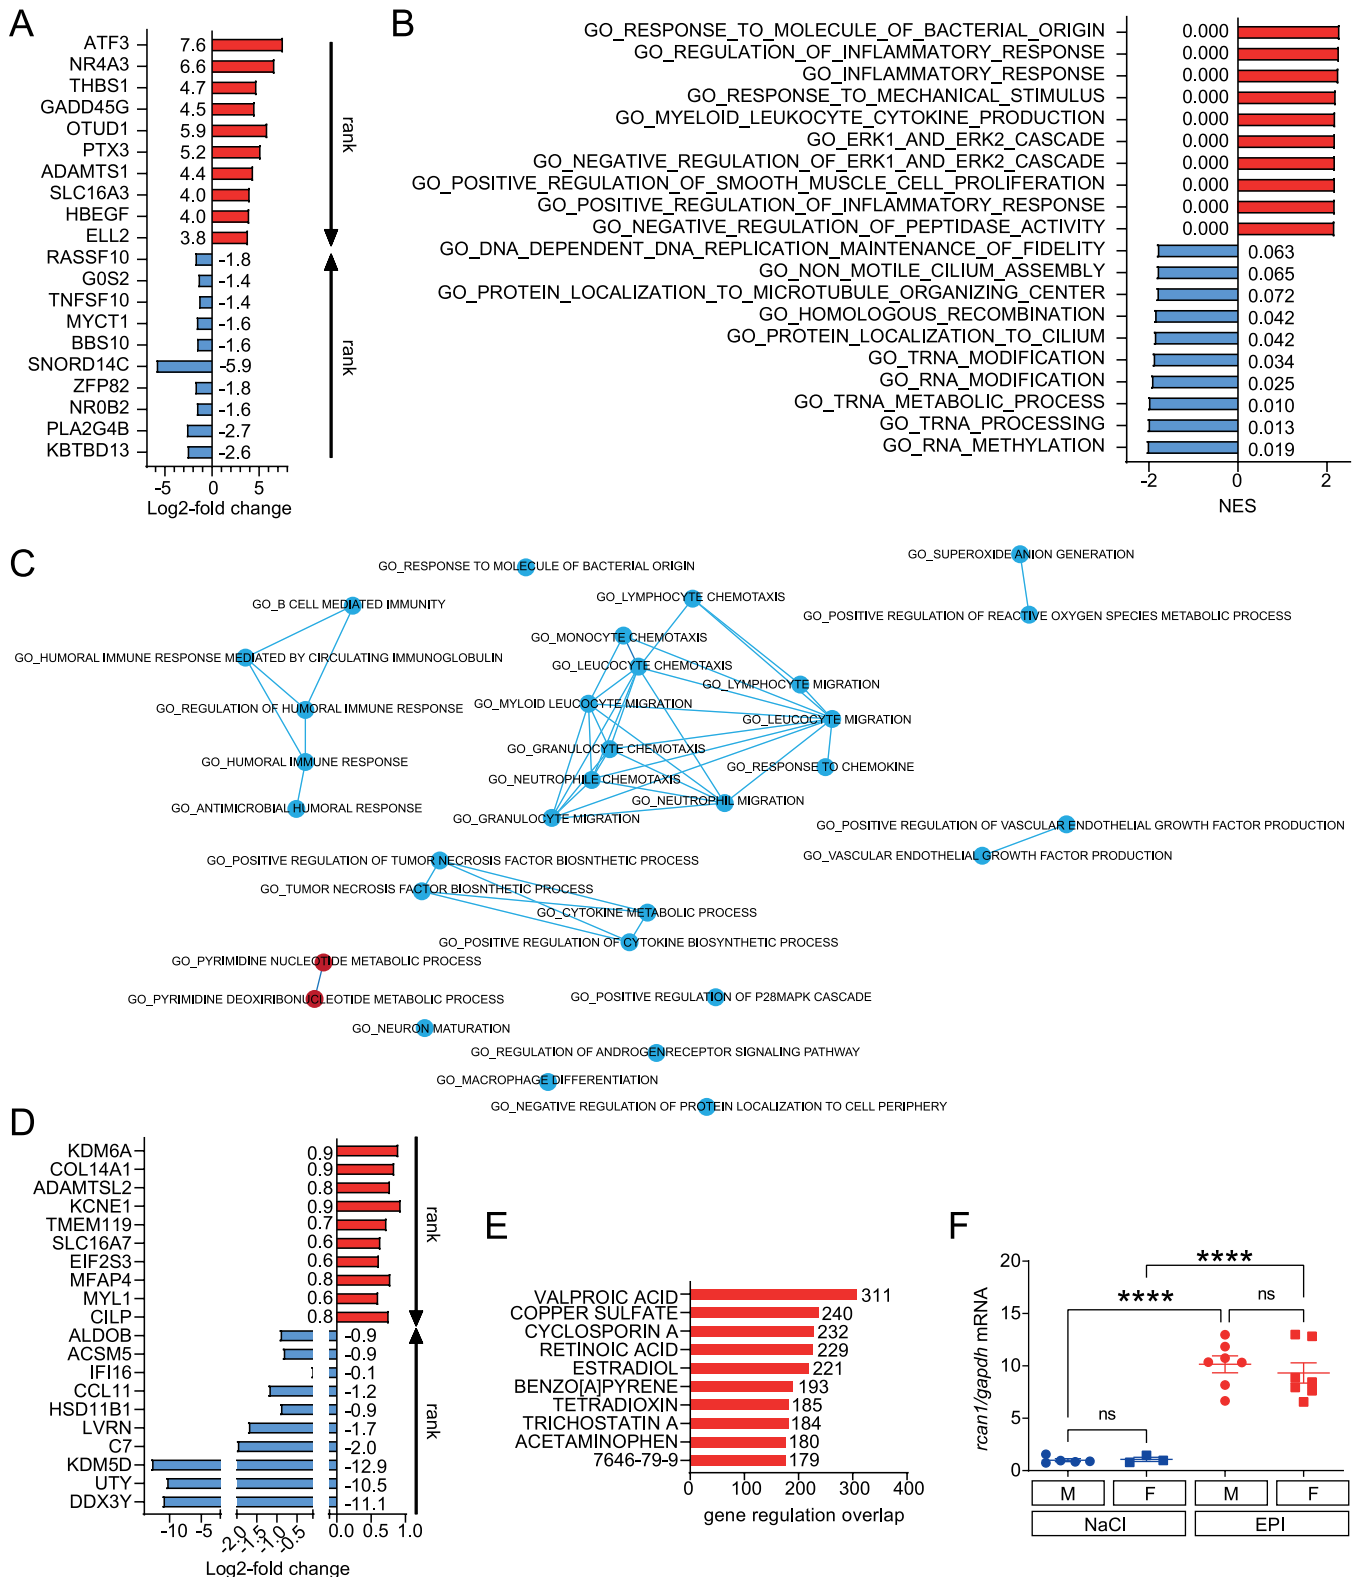 A
ATF3 7.6
NR4A3 6.6
THBS1 4.7
GADD45G 4.5
OTUD1 5.9
PTX3 5.2
ADAMTS1 4.4
SLC16A3 4.0
HBEGF 4.0
ELL2 3.8
RASSF10 -1.8
G0S2 -1.4
TNFSF10 -1.4
MYCT1 -1.6
BBS10 -1.6
SNORD14C -5.9
ZFP82 -1.8
NR0B2 -1.6
PLA2G4B -2.7
KBTBD13 -2.6
rank
rank
-5 0 5
Log2-fold change
B
GO_RESPONSE_TO_MOLECULE_OF_BACTERIAL_ORIGIN 0.000
GO_REGULATION_OF_INFLAMMATORY_RESPONSE 0.000
GO_INFLAMMATORY_RESPONSE 0.000
GO_RESPONSE_TO_MECHANICAL_STIMULUS 0.000
GO_MYELOID_LEUKOCYTE_CYTOKINE_PRODUCTION 0.000
GO_ERK1_AND_ERK2_CASCADE 0.000
GO_NEGATIVE_REGULATION_OF_ERK1_AND_ERK2_CASCADE 0.000
GO_POSITIVE_REGULATION_OF_SMOOTH_MUSCLE_CELL_PROLIFERATION 0.000
GO_POSITIVE_REGULATION_OF_INFLAMMATORY_RESPONSE 0.000
GO_NEGATIVE_REGULATION_OF_PEPTIDASE_ACTIVITY 0.000
GO_DNA_DEPENDENT_DNA_REPLICATION_MAINTENANCE_OF_FIDELITY 0.063
GO_NON_MOTILE_CILIUM_ASSEMBLY 0.065
GO_PROTEIN_LOCALIZATION_TO_MICROTUBULE_ORGANIZING_CENTER 0.072
GO_HOMOLOGOUS_RECOMBINATION 0.042
GO_PROTEIN_LOCALIZATION_TO_CILIUM 0.042
GO_TRNA_MODIFICATION 0.034
GO_RNA_MODIFICATION 0.025
GO_TRNA_METABOLIC_PROCESS 0.010
GO_TRNA_PROCESSING 0.013
GO_RNA_METHYLATION 0.019
-2 0 2
NES
C
GO_SUPEROXIDE ANION GENERATION
GO_RESPONSE TO MOLECULE OF BACTERIAL ORIGIN
GO_LYMPHOCYTE CHEMOTAXIS
GO_B CELL MEDIATED IMMUNITY
GO_POSITIVE REGULATION OF REACTIVE OXYGEN SPECIES METABOLIC PROCESS
GO_MONOCYTE CHEMOTAXIS
GO_HUMORAL IMMUNE RESPONSE MEDIATED BY CIRCULATING IMMUNOGLOBULIN
GO_LEUCOCYTE CHEMOTAXIS
GO_LYMPHOCYTE MIGRATION
GO_MYLOID LEUCOCYTE MIGRATION
GO_REGULATION OF HUMORAL IMMUNE RESPONSE
GO_LEUCOCYTE MIGRATION
GO_GRANULOCYTE CHEMOTAXIS
GO_HUMORAL IMMUNE RESPONSE
GO_RESPONSE TO CHEMOKINE
GO_NEUTROPHILE CHEMOTAXIS
GO_NEUTROPHIL MIGRATION
GO_ANTIMICROBIAL HUMORAL RESPONSE
GO_GRANULOCYTE MIGRATION
GO_POSITIVE REGULATION OF VASCULAR ENDOTHELIAL GROWTH FACTOR PRODUCTION
GO_VASCULAR ENDOTHELIAL GROWTH FACTOR PRODUCTION
GO_POSITIVE REGULATION OF TUMOR NECROSIS FACTOR BIOSNTHETIC PROCESS
GO_TUMOR NECROSIS FACTOR BIOSNTHETIC PROCESS
GO_CYTOKINE METABOLIC PROCESS
GO_POSITIVE REGULATION OF CYTOKINE BIOSYNTHETIC PROCESS
GO_PYRIMIDINE NUCLEOTIDE METABOLIC PROCESS
GO_PYRIMIDINE DEOXIRIBONUCLEOTIDE METABOLIC PROCESS
GO_POSITIVE REGULATION OF P28MAPK CASCADE
GO_NEURON MATURATION
GO_REGULATION OF ANDROGENRECEPTOR SIGNALING PATHWAY
GO_MACROPHAGE DIFFERENTIATION
GO_NEGATIVE REGULATION OF PROTEIN LOCALIZATION TO CELL PERIPHERY
D
KDM6A 0.9
COL14A1 0.9
ADAMTSL2 0.8
KCNE1 0.9
TMEM119 0.7
SLC16A7 0.6
EIF2S3 0.6
MFAP4 0.8
MYL1 0.6
CILP 0.8
ALDOB -0.9
ACSM5 -0.9
IFI16 -0.1
CCL11 -1.2
HSD11B1 -0.9
LVRN -1.7
C7 -2.0
KDM5D -12.9
UTY -10.5
DDX3Y -11.1
rank
rank
-10 -5 -2.0 -1.5 -1.0 -0.5 0.0 0.5 1.0
Log2-fold change
E
VALPROIC ACID 311
COPPER SULFATE 240
CYCLOSPORIN A 232
RETINOIC ACID 229
ESTRADIOL 221
BENZO[A]PYRENE 193
TETRADIOXIN 185
TRICHOSTATIN A 184
ACETAMINOPHEN 180
7646-79-9 179
0 100 200 300 400
gene regulation overlap
F
rcan1/gapdh mRNA
20
15
10
5
0
****
****
ns
ns
M F M F
NaCl EPI